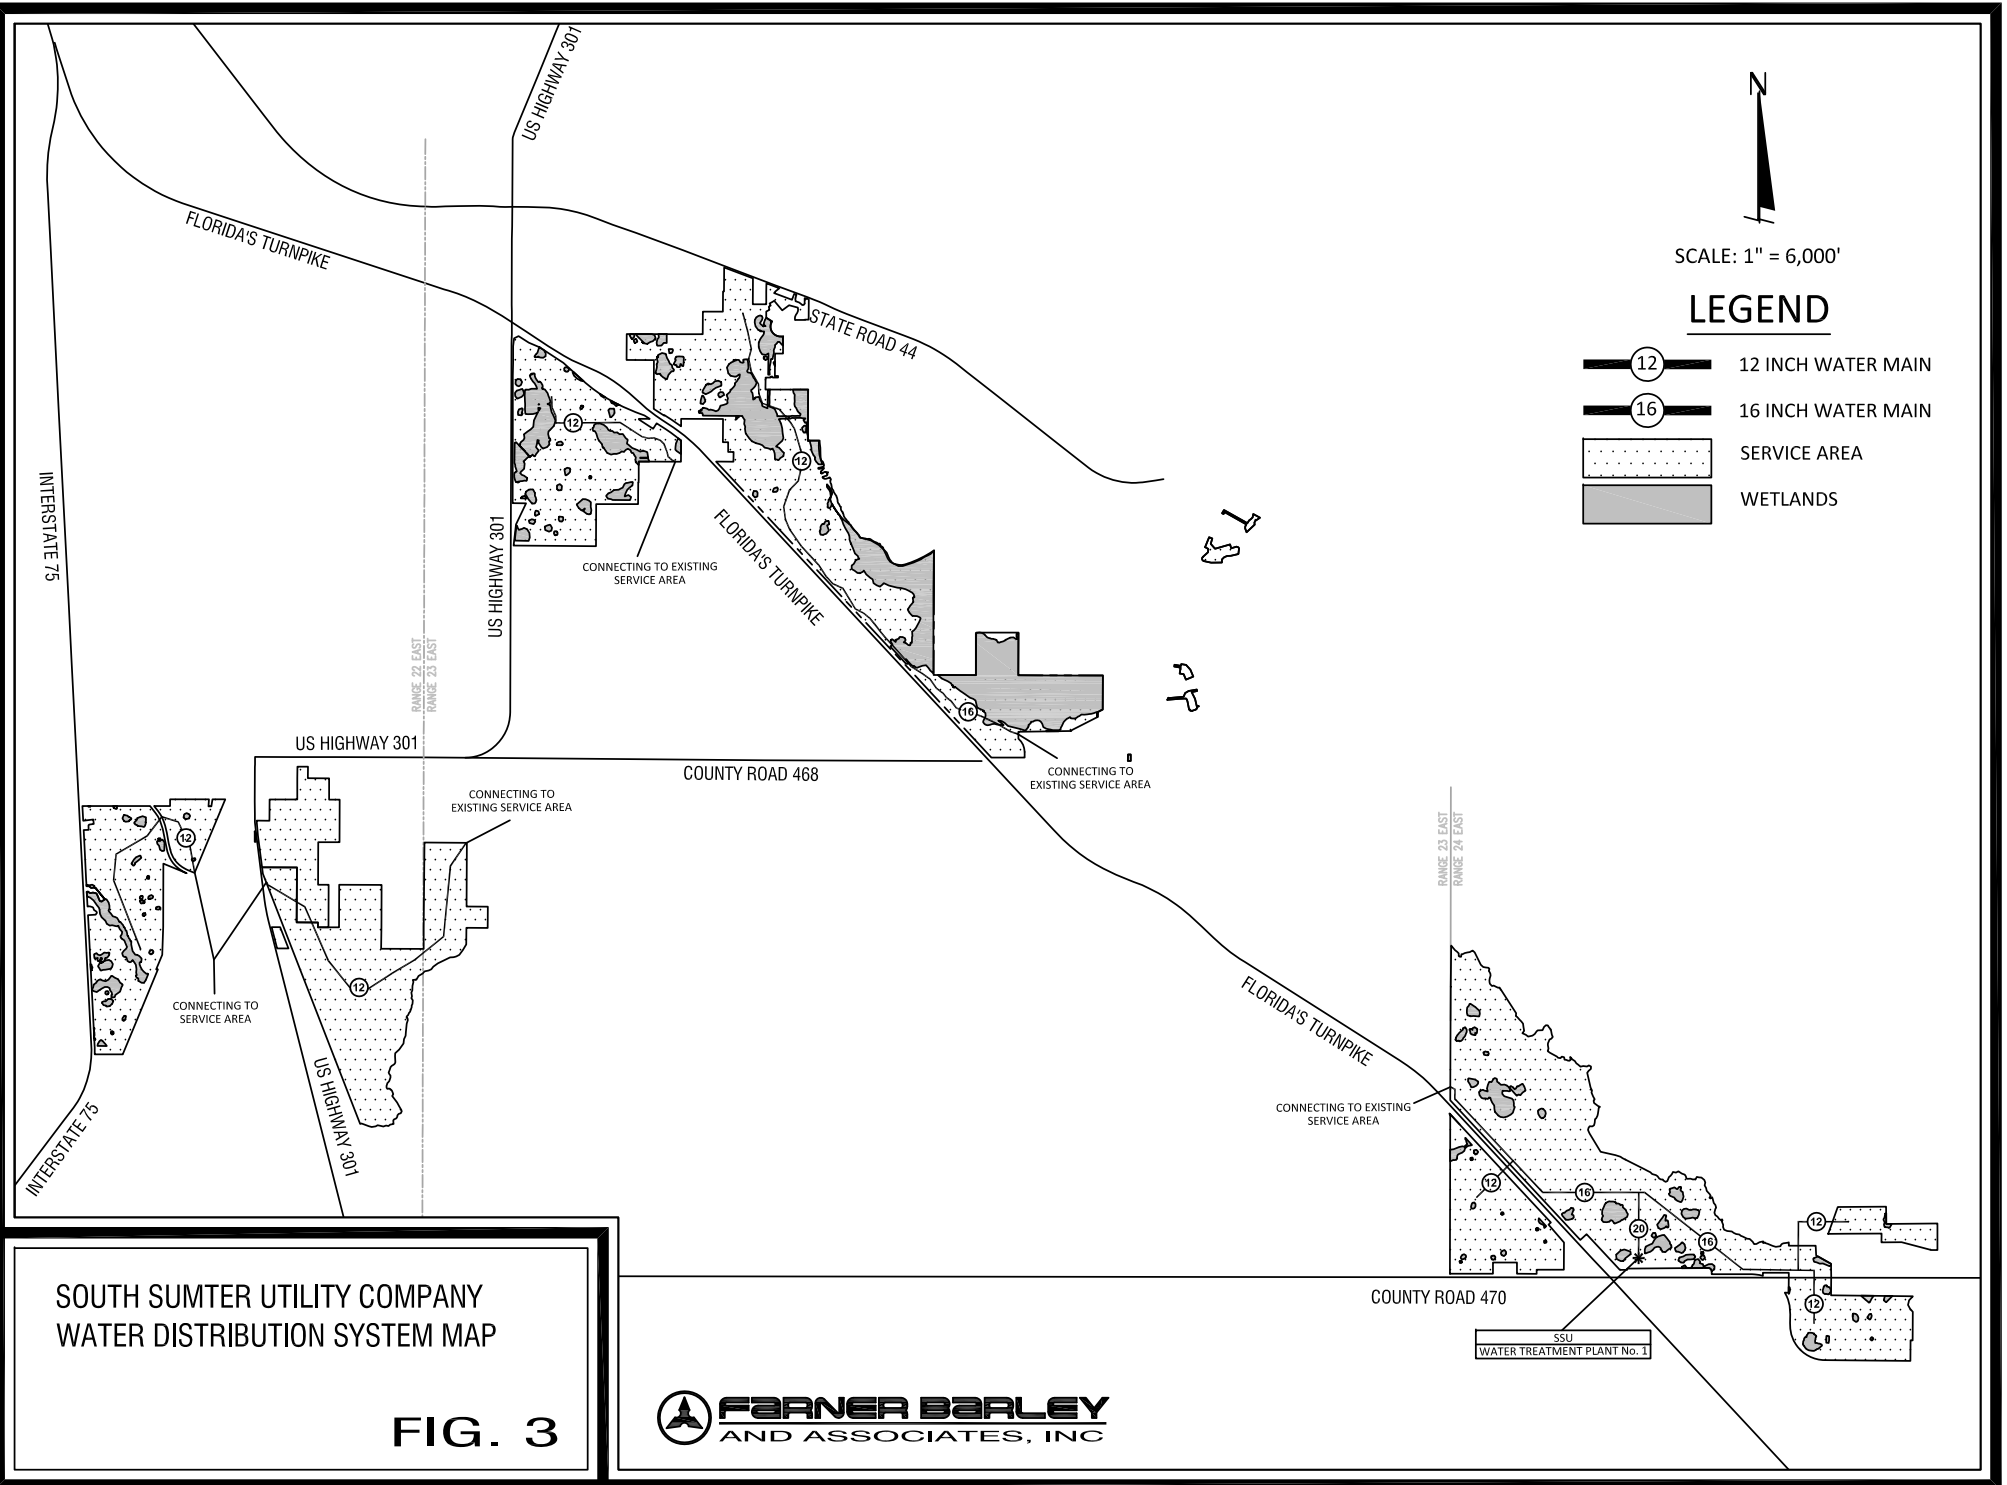 US HIGHWAY 301
N
FLORIDA'S TURNPIKE
SCALE: 1" = 6,000'
LEGEND
STATE ROAD 44
12
12 INCH WATER MAIN
16
16 INCH WATER MAIN
SERVICE AREA
WETLANDS
12
12
INTERSTATE 75
US HIGHWAY 301
FLORIDA'S TURNPIKE
CONNECTING TO EXISTING
SERVICE AREA
RANGE 22 EAST
RANGE 23 EAST
16
US HIGHWAY 301
COUNTY ROAD 468
CONNECTING TO
EXISTING SERVICE AREA
CONNECTING TO
EXISTING SERVICE AREA
12
RANGE 23 EAST
RANGE 24 EAST
12
CONNECTING TO
SERVICE AREA
FLORIDA'S TURNPIKE
US HIGHWAY 301
INTERSTATE 75
CONNECTING TO EXISTING
SERVICE AREA
12
16
20
16
12
12
COUNTY ROAD 470
SSU
WATER TREATMENT PLANT No. 1
SOUTH SUMTER UTILITY COMPANY
WATER DISTRIBUTION SYSTEM MAP
FIG. 3
FARNER BARLEY
AND ASSOCIATES, INC